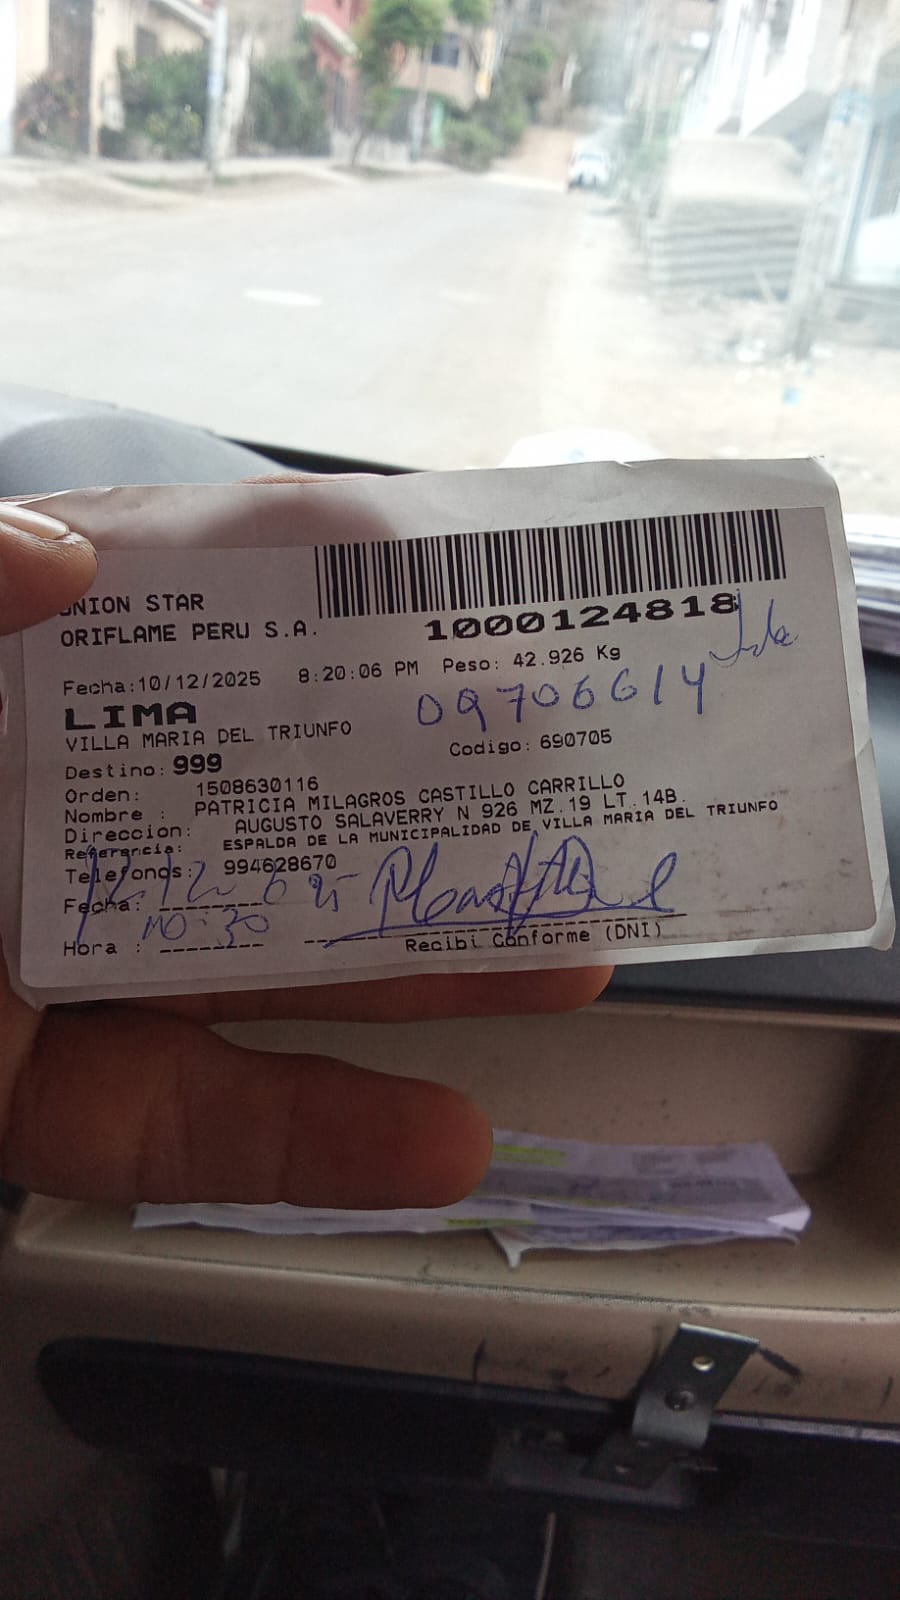 UNION STAR
ORIFLAME PERU S.A.
1000124818
Fecha:10/12/2025 8:20:06 PM Peso: 42.926 Kg
LIMA
09706614
VILLA MARIA DEL TRIUNFO
Codigo: 690705
Destino: 999
Orden: 1508630116
Nombre : PATRICIA MILAGROS CASTILLO CARRILLO
Direccion: AUGUSTO SALAVERRY N 926 MZ.19 LT.14B.
Referencia: ESPALDA DE LA MUNICIPALIDAD DE VILLA MARIA DEL TRIUNFO
Telefonos: 994628670
Fecha: 12-12-25
Hora : 10:30
Recibi Conforme (DNI)